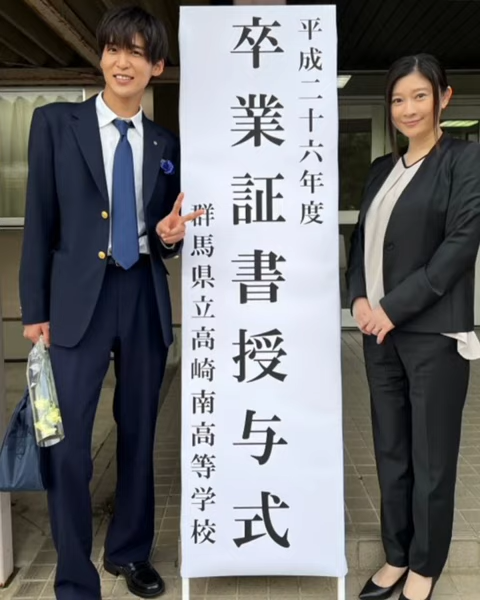 平成二十六年度
卒業証書授与式
群馬県立高崎南高等学校